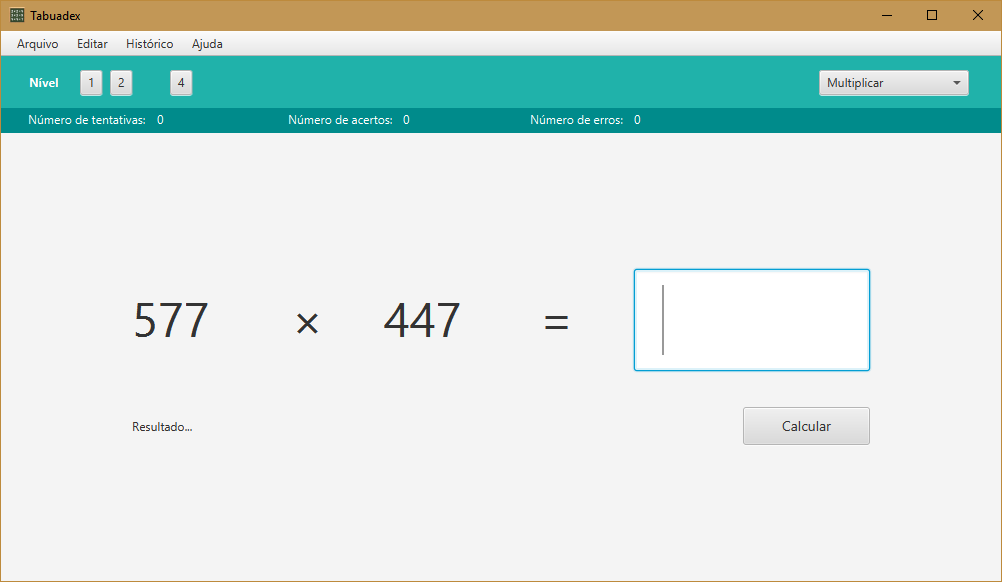 Tabuadex
Arquivo Editar Histórico Ajuda
Nível 1 2 4 Multiplicar
Número de tentativas: 0 Número de acertos: 0 Número de erros: 0
577 × 447 =
Resultado... Calcular